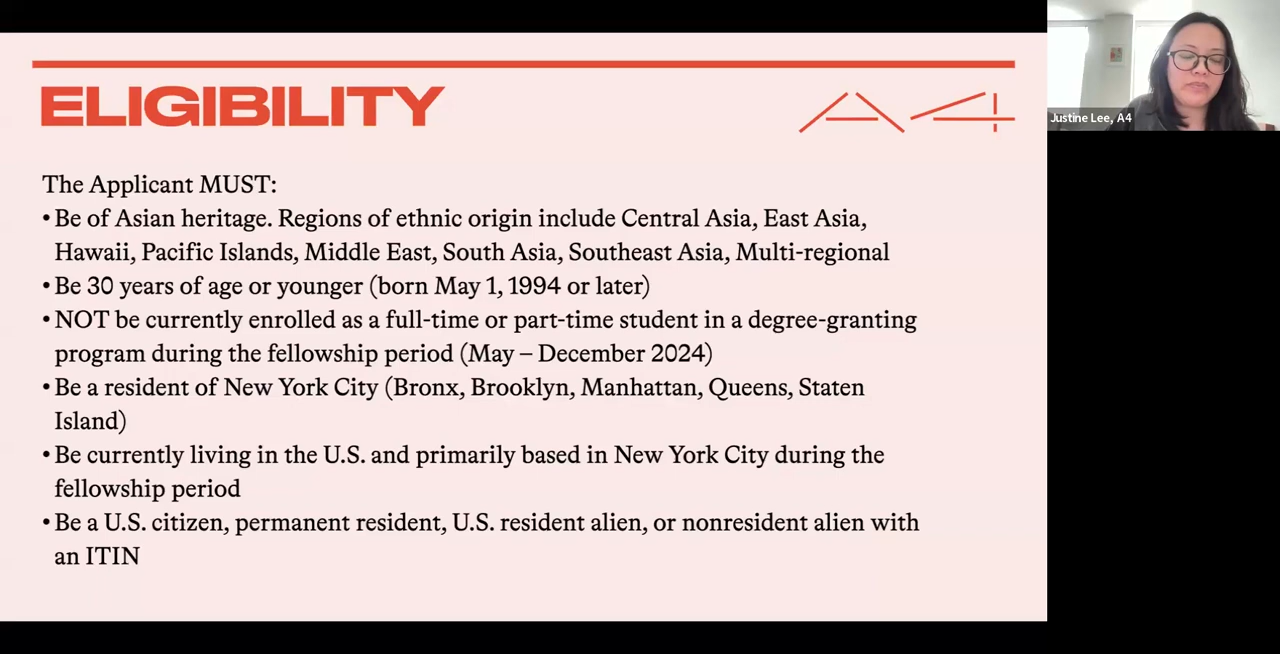 ELIGIBILITY
A4
The Applicant MUST:
• Be of Asian heritage. Regions of ethnic origin include Central Asia, East Asia,
Hawaii, Pacific Islands, Middle East, South Asia, Southeast Asia, Multi-regional
• Be 30 years of age or younger (born May 1, 1994 or later)
• NOT be currently enrolled as a full-time or part-time student in a degree-granting
program during the fellowship period (May – December 2024)
• Be a resident of New York City (Bronx, Brooklyn, Manhattan, Queens, Staten
Island)
• Be currently living in the U.S. and primarily based in New York City during the
fellowship period
• Be a U.S. citizen, permanent resident, U.S. resident alien, or nonresident alien with
an ITIN
Justine Lee, A4